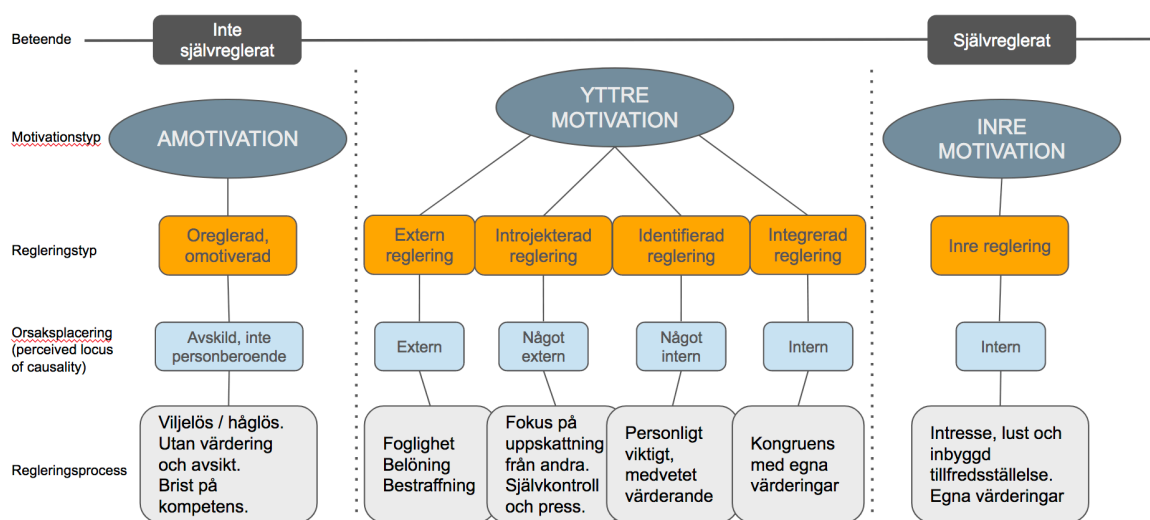 Beteende
Inte
självreglerat
Självreglerat
Motivationstyp
AMOTIVATION
YTTRE
MOTIVATION
INRE
MOTIVATION
Regleringstyp
Oreglerad,
omotiverad
Extern
reglering
Introjekterad
reglering
Identifierad
reglering
Integrerad
reglering
Inre reglering
Orsaksplacering
(perceived locus
of causality)
Avskild, inte
personberoende
Extern
Något
extern
Något
intern
Intern
Intern
Regleringsprocess
Viljelös / håglös.
Utan värdering
och avsikt.
Brist på
kompetens.
Foglighet
Belöning
Bestraffning
Fokus på
uppskattning
från andra.
Självkontroll
och press.
Personligt
viktigt,
medvetet
värderande
Kongruens
med egna
värderingar
Intresse, lust och
inbyggd
tillfredsställelse.
Egna värderingar